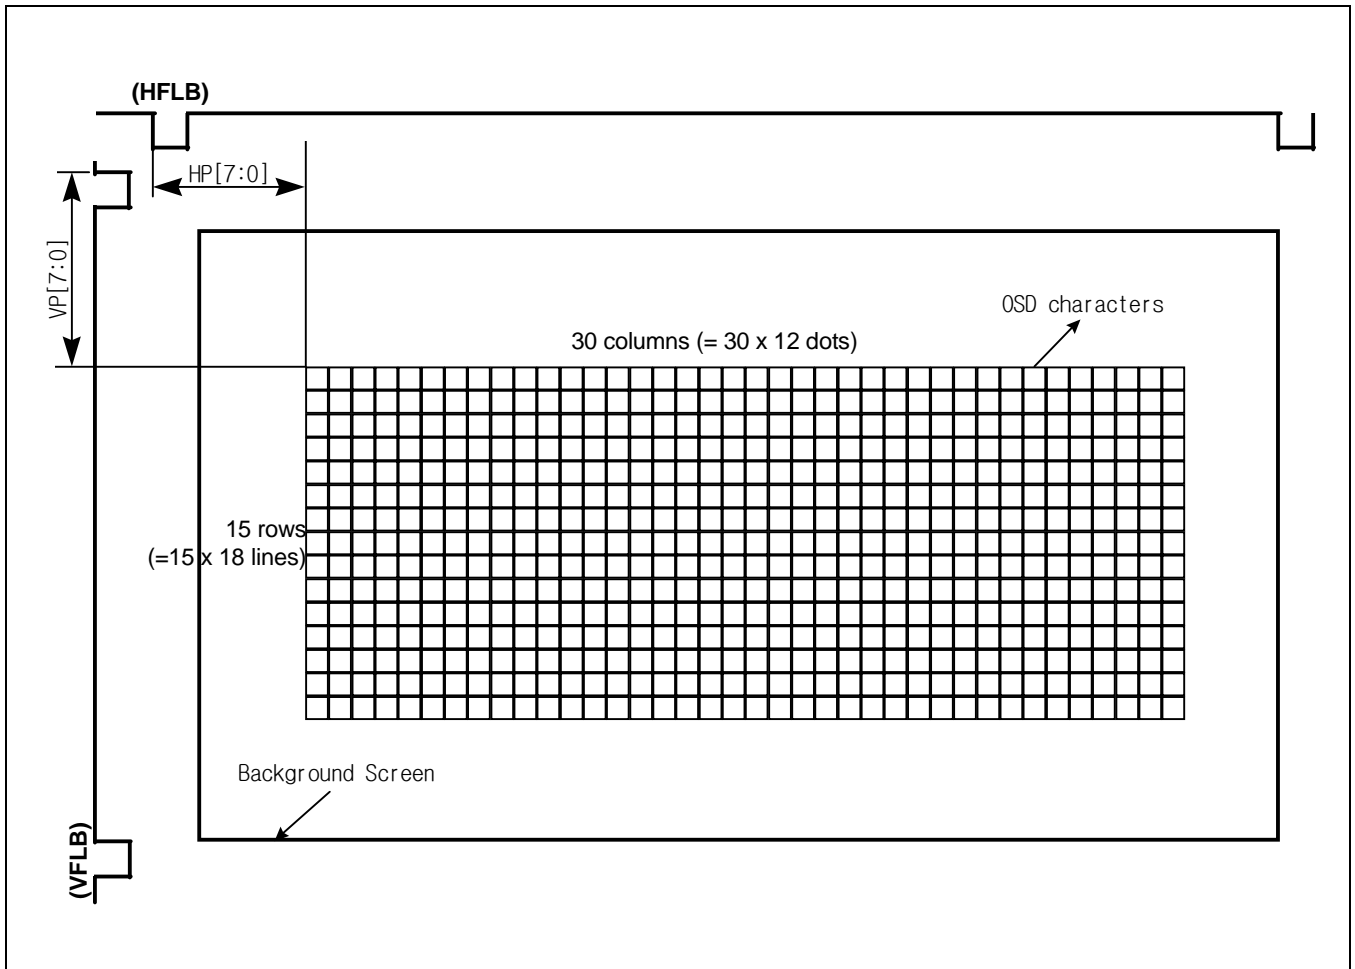 (HFLB)
HP[7:0]
VP[7:0]
OSD characters
30 columns (= 30 x 12 dots)
15 rows
(=15 x 18 lines)
Background Screen
(VFLB)